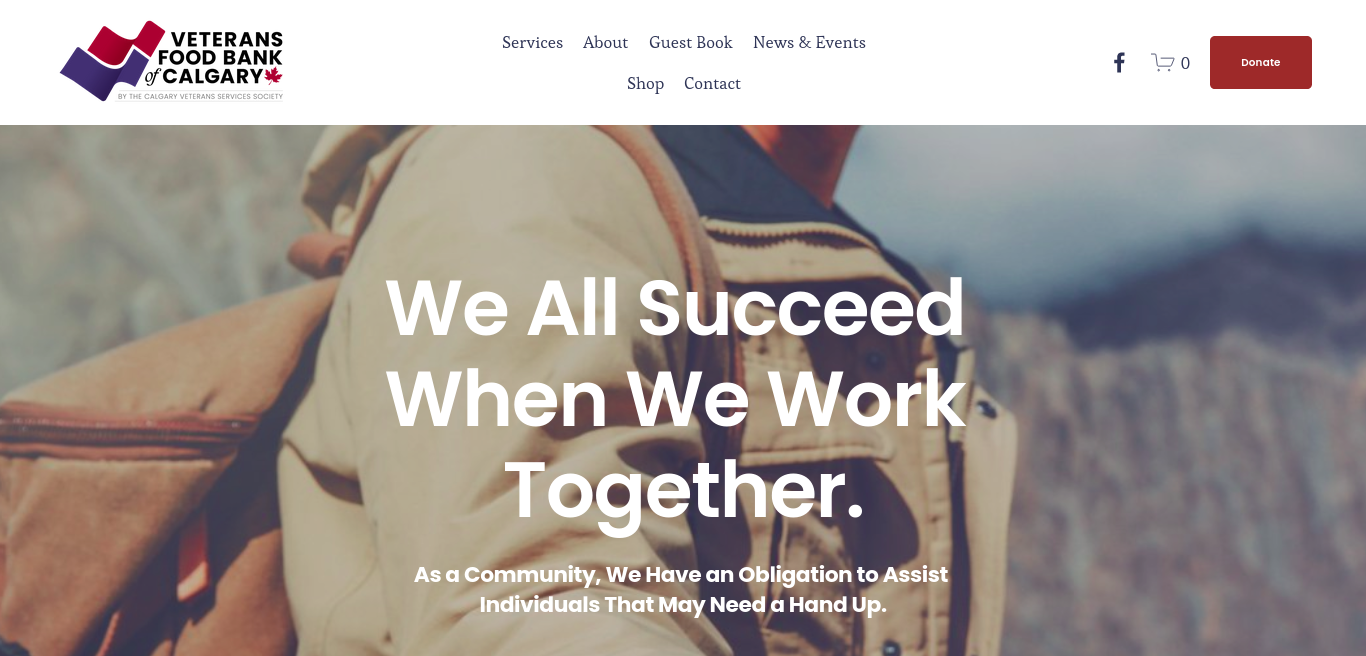 VETERANS
FOOD BANK
of CALGARY
BY THE CALGARY VETERANS SERVICES SOCIETY
Services About Guest Book News & Events
Shop Contact
0
Donate
We All Succeed
When We Work
Together.
As a Community, We Have an Obligation to Assist
Individuals That May Need a Hand Up.